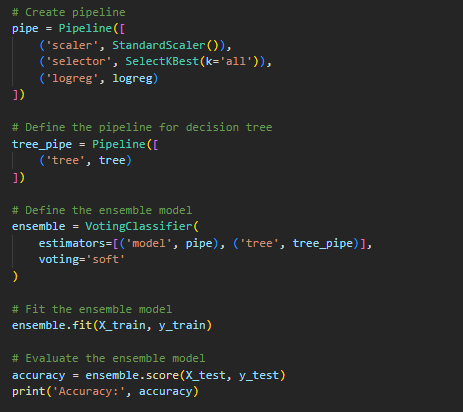 # Create pipeline
pipe = Pipeline([
    ('scaler', StandardScaler()),
    ('selector', SelectKBest(k='all')),
    ('logreg', logreg)
])

# Define the pipeline for decision tree
tree_pipe = Pipeline([
    ('tree', tree)
])

# Define the ensemble model
ensemble = VotingClassifier(
    estimators=[('model', pipe), ('tree', tree_pipe)],
    voting='soft'
)

# Fit the ensemble model
ensemble.fit(X_train, y_train)

# Evaluate the ensemble model
accuracy = ensemble.score(X_test, y_test)
print('Accuracy:', accuracy)